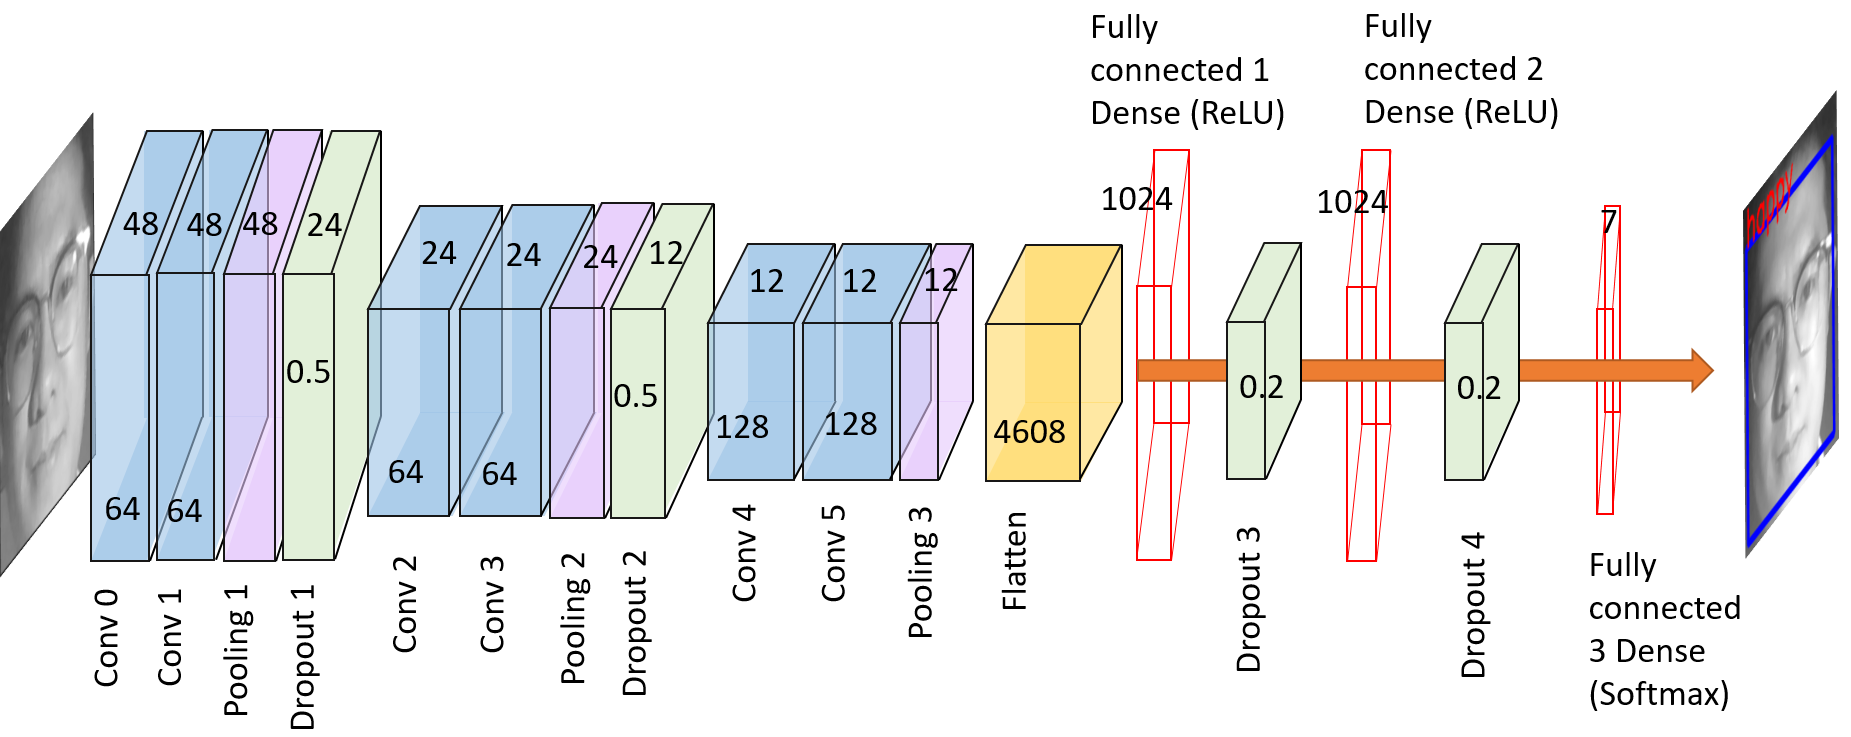 Fully
connected 1
Dense (ReLU)
Fully
connected 2
Dense (ReLU)
48
48
48
24
24
24
24
12
12
12
12
1024
1024
7
happy
0.5
0.5
0.2
0.2
64
64
64
64
128
128
4608
Conv 0
Conv 1
Pooling 1
Dropout 1
Conv 2
Conv 3
Pooling 2
Dropout 2
Conv 4
Conv 5
Pooling 3
Flatten
Dropout 3
Dropout 4
Fully
connected
3 Dense
(Softmax)